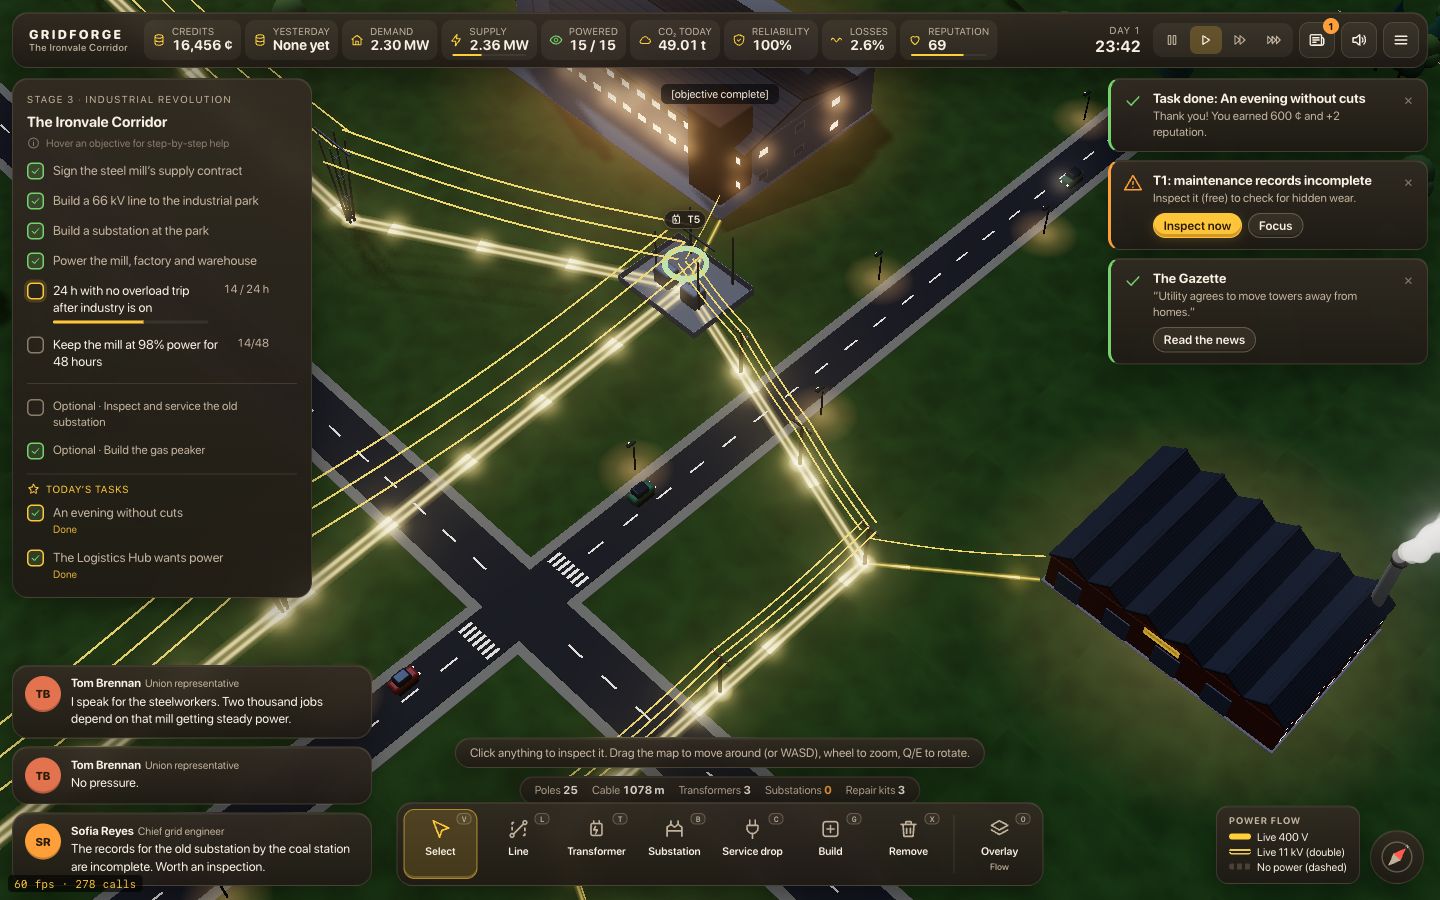 GRIDFORGE
The Ironvale Corridor
CREDITS
16,456 ¢
YESTERDAY
None yet
DEMAND
2.30 MW
SUPPLY
2.36 MW
POWERED
15 / 15
CO₂ TODAY
49.01 t
RELIABILITY
100%
LOSSES
2.6%
REPUTATION
69
DAY 1
23:42
1
STAGE 3 · INDUSTRIAL REVOLUTION
The Ironvale Corridor
Hover an objective for step-by-step help
Sign the steel mill's supply contract
Build a 66 kV line to the industrial park
Build a substation at the park
Power the mill, factory and warehouse
24 h with no overload trip
after industry is on
14 / 24 h
Keep the mill at 98% power for
48 hours
14/48
Optional · Inspect and service the old
substation
Optional · Build the gas peaker
TODAY'S TASKS
An evening without cuts
Done
The Logistics Hub wants power
Done
[objective complete]
T5
Task done: An evening without cuts
Thank you! You earned 600 ¢ and +2
reputation.
T1: maintenance records incomplete
Inspect it (free) to check for hidden wear.
Inspect now
Focus
The Gazette
“Utility agrees to move towers away from
homes.”
Read the news
TB
Tom Brennan Union representative
I speak for the steelworkers. Two thousand jobs
depend on that mill getting steady power.
TB
Tom Brennan Union representative
No pressure.
SR
Sofia Reyes Chief grid engineer
The records for the old substation by the coal station
are incomplete. Worth an inspection.
60 fps · 278 calls
Click anything to inspect it. Drag the map to move around (or WASD), wheel to zoom, Q/E to rotate.
Poles 25 Cable 1078 m Transformers 3 Substations 0 Repair kits 3
V
Select
L
Line
T
Transformer
B
Substation
C
Service drop
G
Build
X
Remove
O
Overlay
Flow
POWER FLOW
Live 400 V
Live 11 kV (double)
No power (dashed)